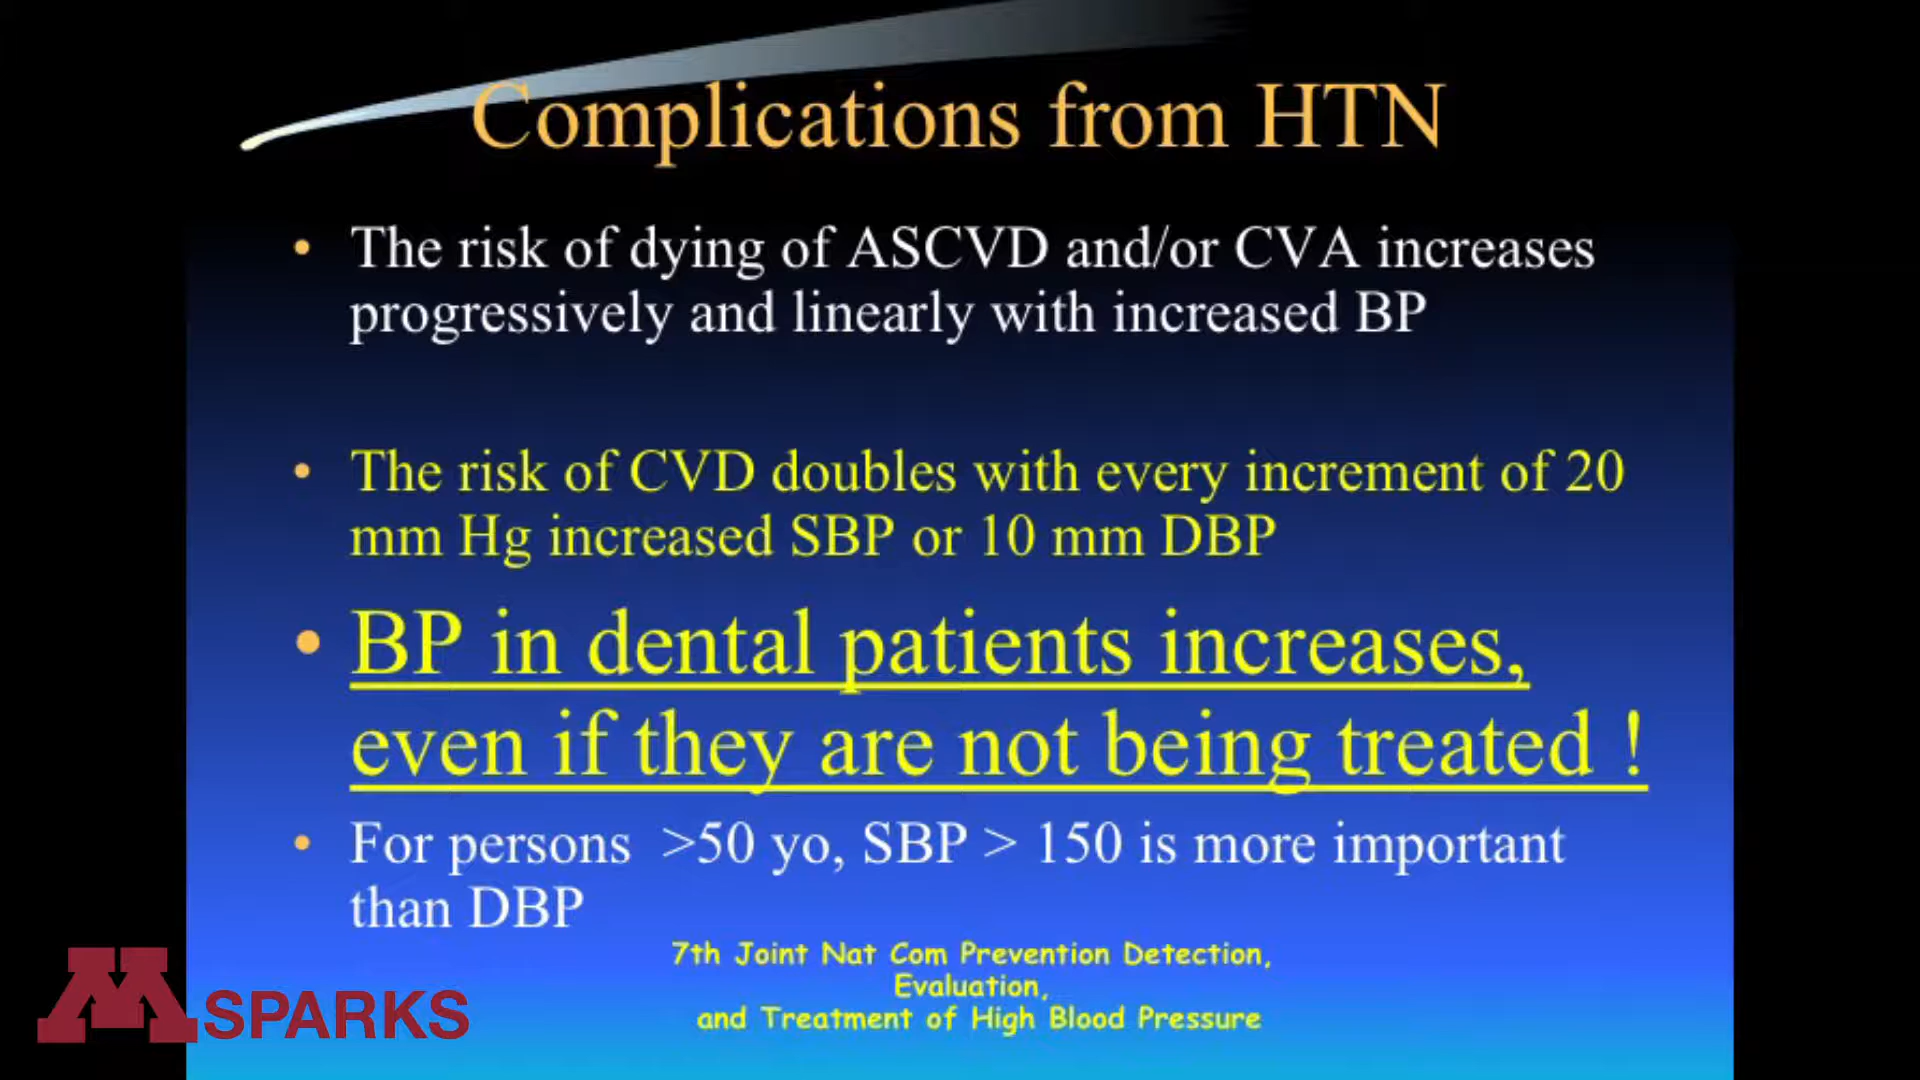 Complications from HTN
• The risk of dying of ASCVD and/or CVA increases
progressively and linearly with increased BP
• The risk of CVD doubles with every increment of 20
mm Hg increased SBP or 10 mm DBP
• BP in dental patients increases,
even if they are not being treated !
• For persons >50 yo, SBP > 150 is more important
than DBP
7th Joint Nat Com Prevention Detection,
Evaluation,
and Treatment of High Blood Pressure
M SPARKS